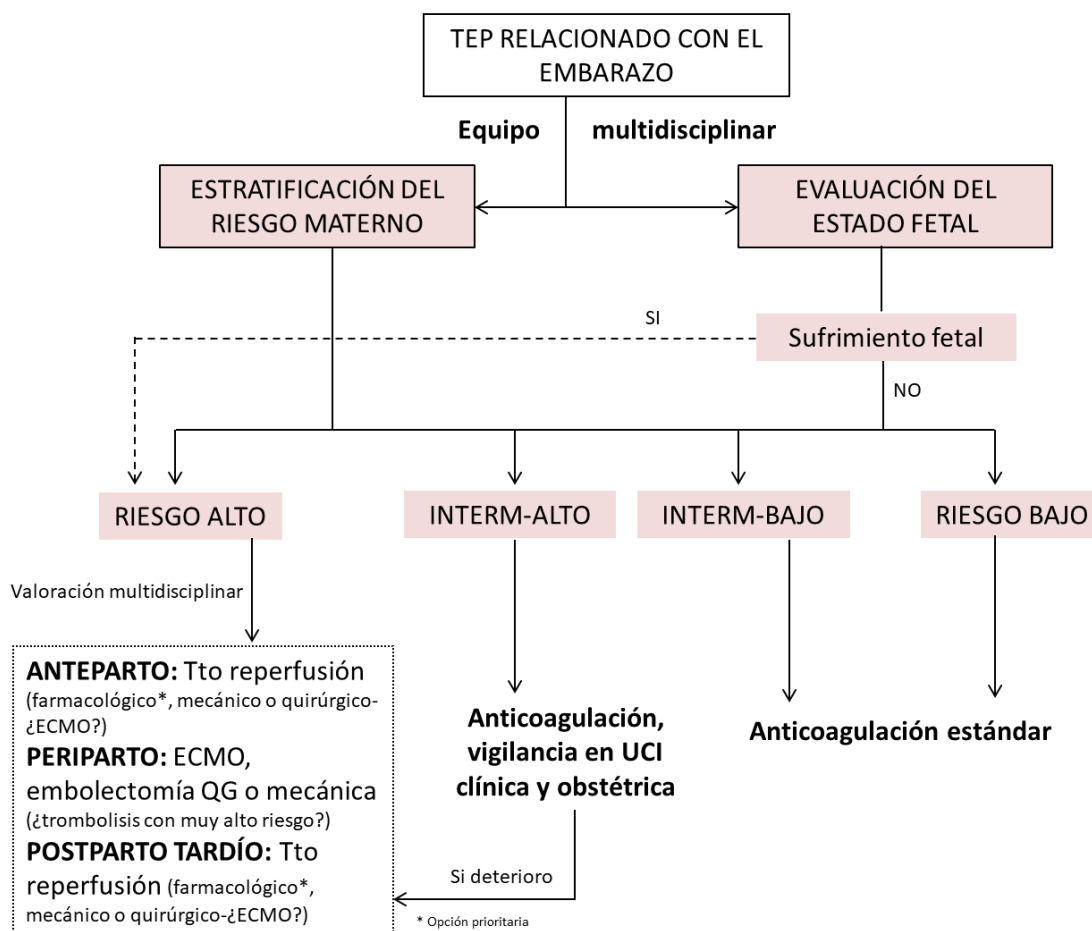 TEP RELACIONADO CON EL
EMBARAZO
Equipo multidisciplinar
ESTRATIFICACIÓN DEL
RIESGO MATERNO
EVALUACIÓN DEL
ESTADO FETAL
SI
Sufrimiento fetal
NO
RIESGO ALTO
INTERM-ALTO
INTERM-BAJO
RIESGO BAJO
Valoración multidisciplinar
ANTEPARTO: Tto reperfusión
(farmacológico*, mecánico o quirúrgico-
¿ECMO?)
PERIPARTO: ECMO,
embolectomía QG o mecánica
(¿trombolisis con muy alto riesgo?)
POSTPARTO TARDÍO: Tto
reperfusión (farmacológico*,
mecánico o quirúrgico-¿ECMO?)
Anticoagulación,
vigilancia en UCI
clínica y obstétrica
Anticoagulación estándar
Si deterioro
* Opción prioritaria